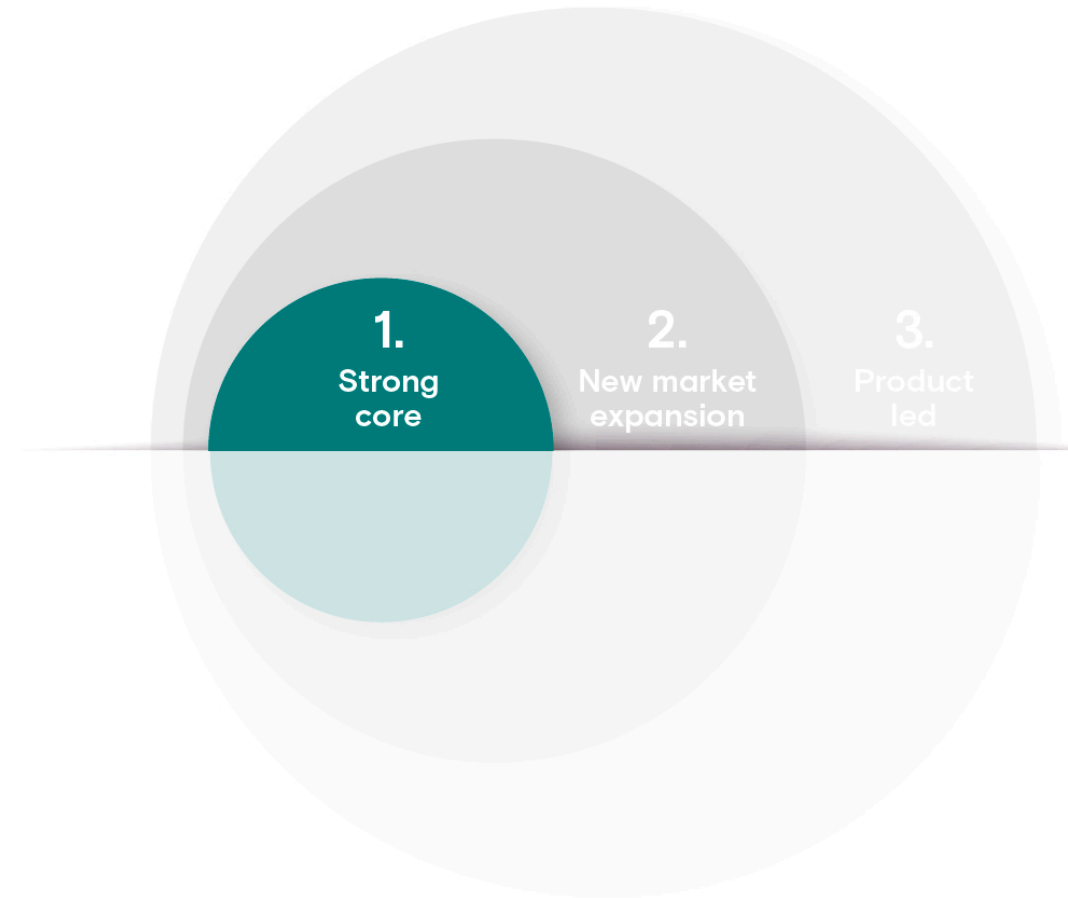 1.
Strong
core
2.
New market
expansion
3.
Product
led